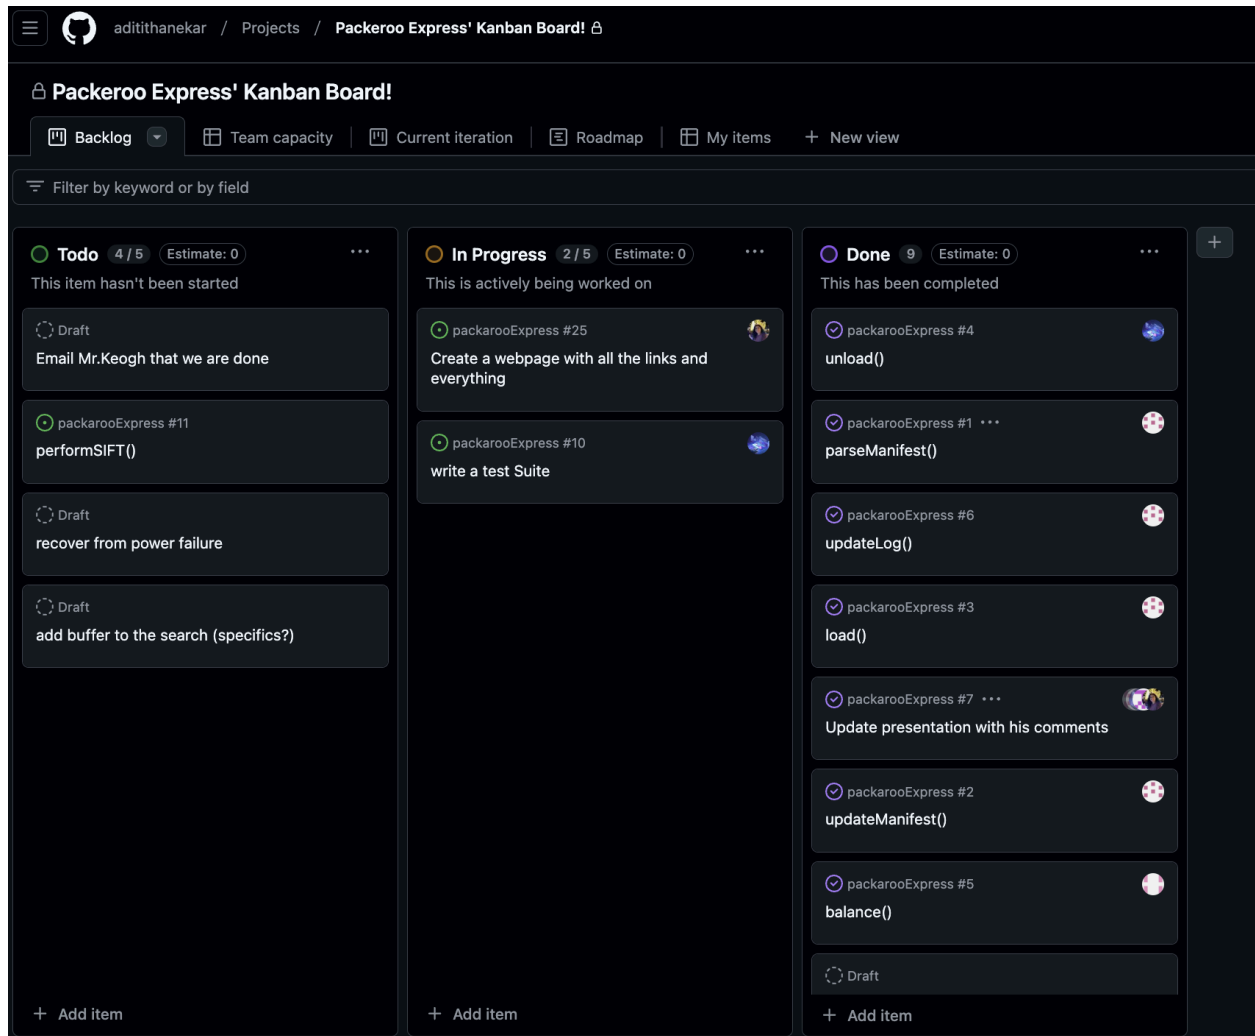 aditithanekar / Projects / Packeroo Express' Kanban Board!
Packeroo Express' Kanban Board!
Backlog
Team capacity
Current iteration
Roadmap
My items
+ New view
Filter by keyword or by field
Todo 4 / 5 Estimate: 0 ...
This item hasn't been started
Draft
Email Mr.Keogh that we are done
packarooExpress #11
performSIFT()
Draft
recover from power failure
Draft
add buffer to the search (specifics?)
+ Add item
In Progress 2 / 5 Estimate: 0 ...
This is actively being worked on
packarooExpress #25
Create a webpage with all the links and
everything
packarooExpress #10
write a test Suite
+ Add item
Done 9 Estimate: 0 ...
This has been completed
packarooExpress #4
unload()
packarooExpress #1 ...
parseManifest()
packarooExpress #6
updateLog()
packarooExpress #3
load()
packarooExpress #7 ...
Update presentation with his comments
packarooExpress #2
updateManifest()
packarooExpress #5
balance()
Draft
+ Add item
+